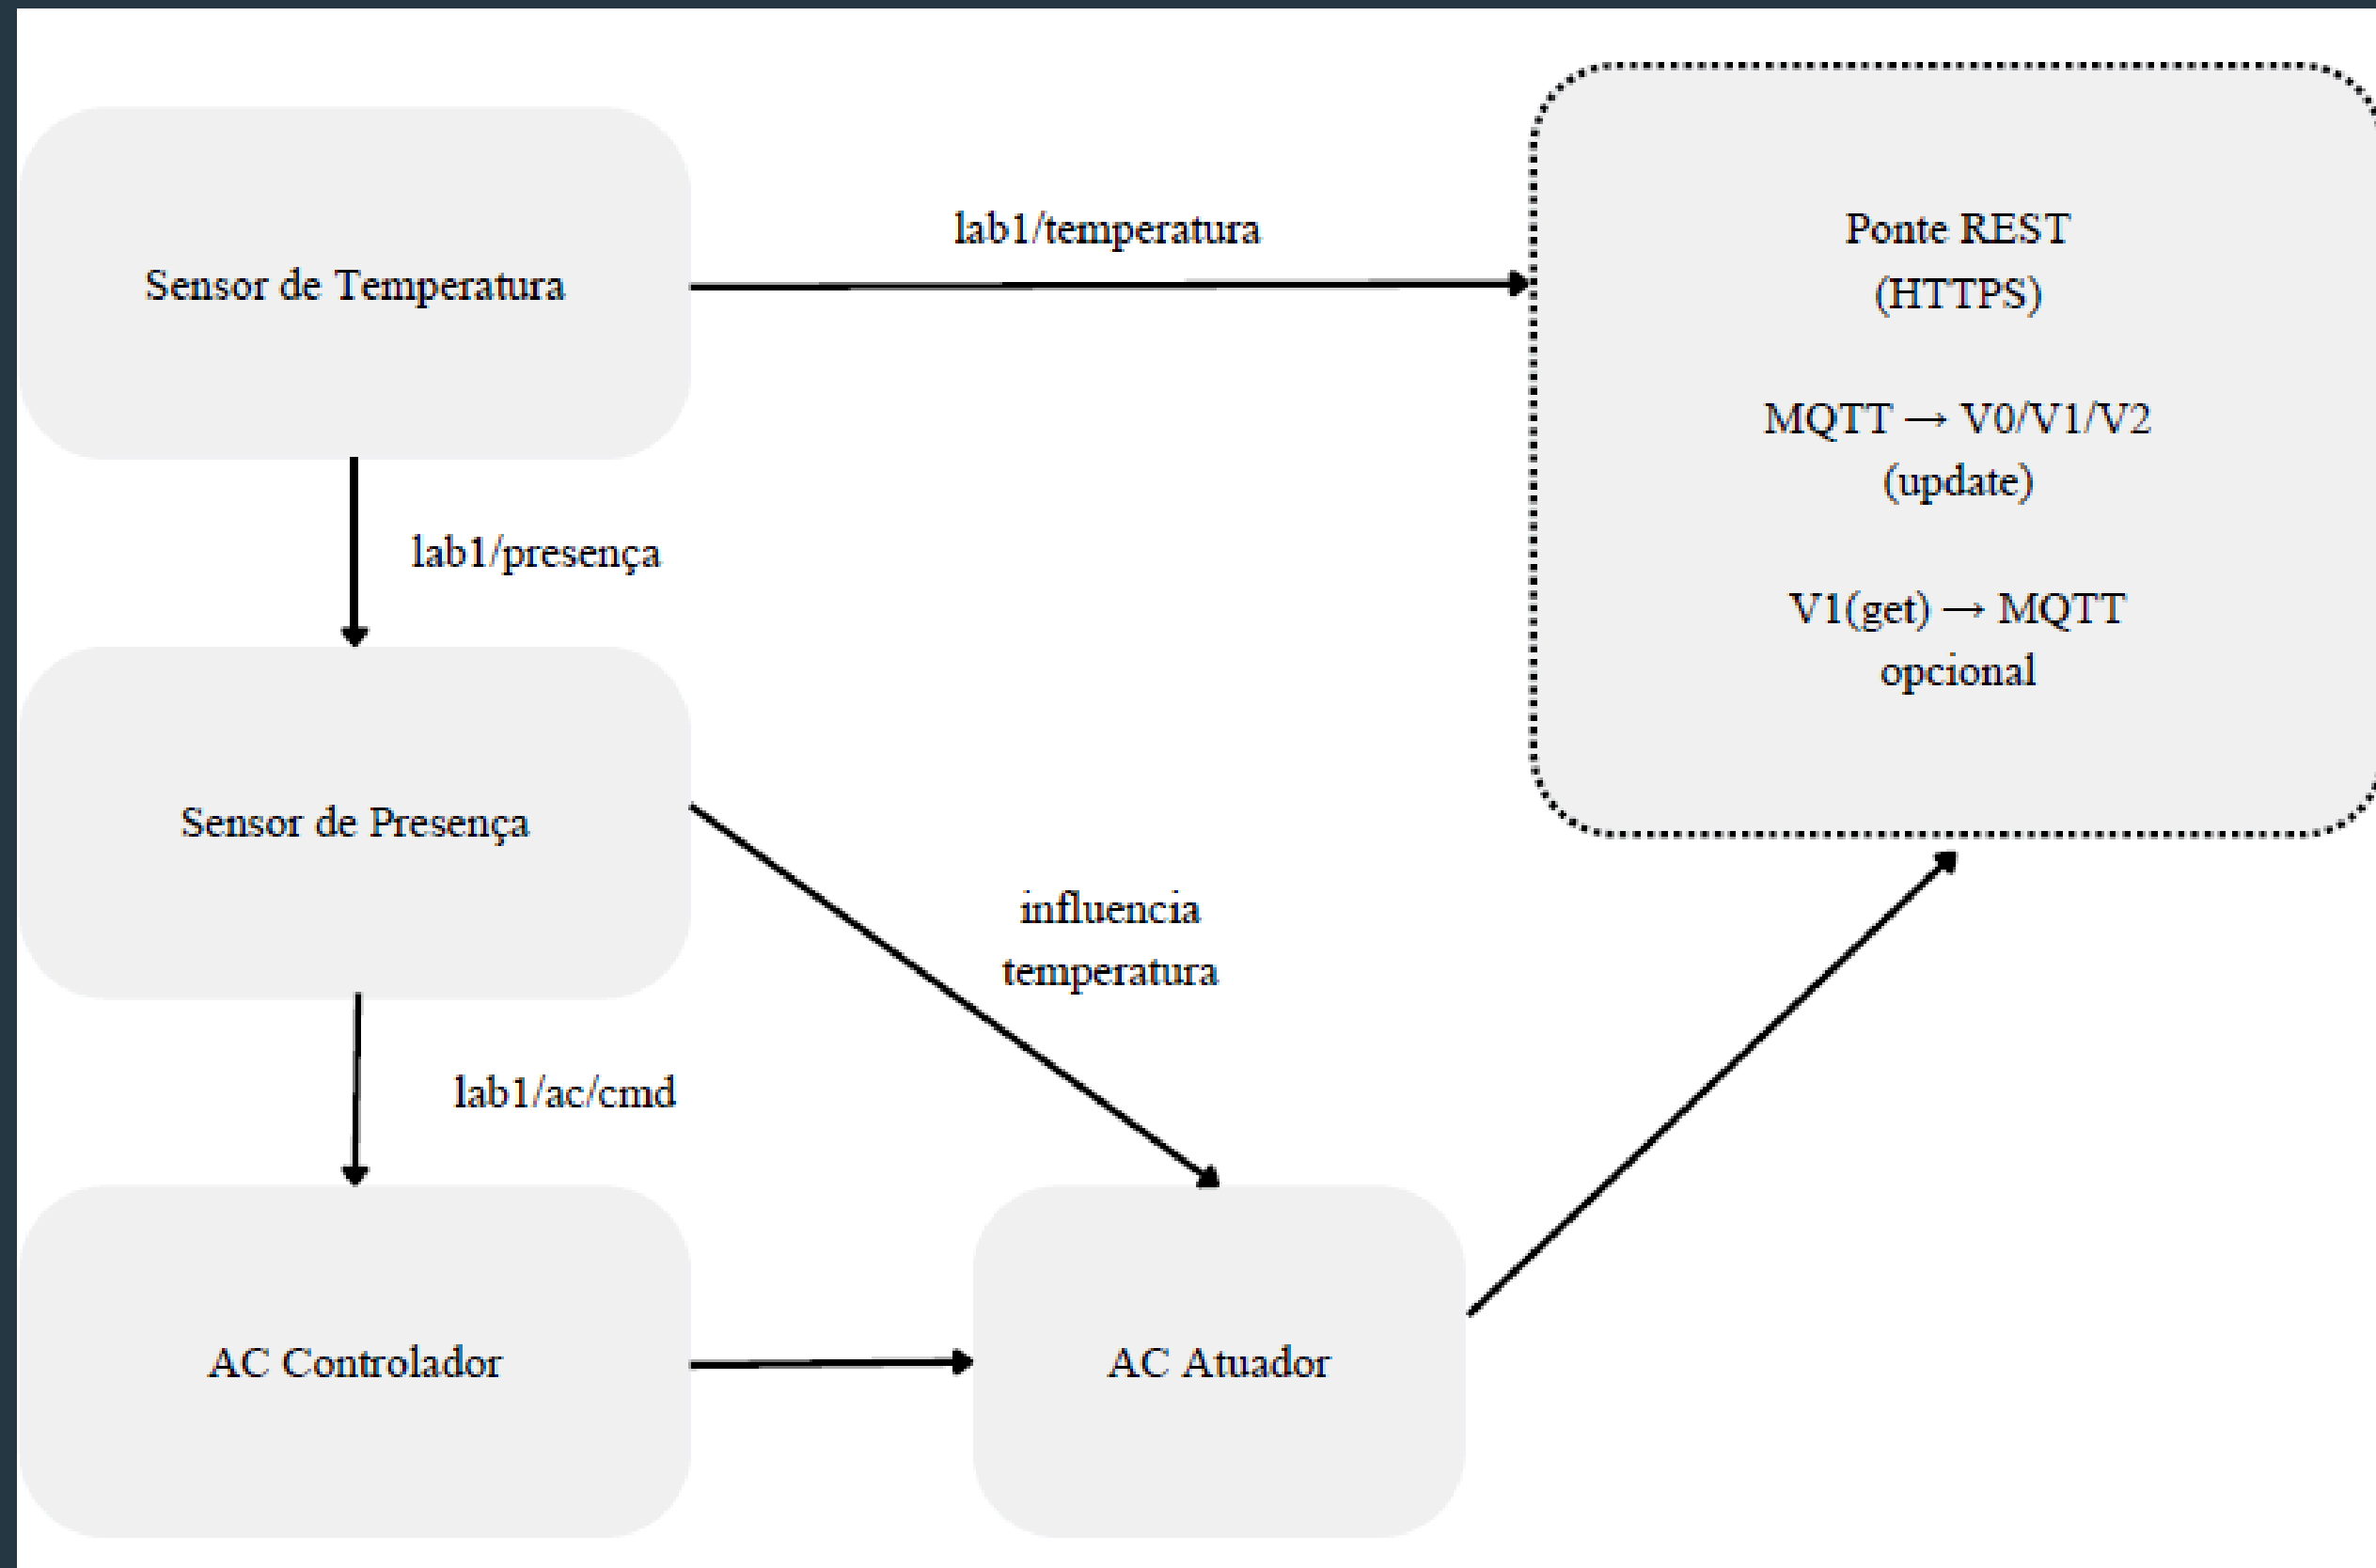 Sensor de Temperatura
lab1/temperatura
Ponte REST
(HTTPS)
MQTT → V0/V1/V2
(update)
V1(get) → MQTT
opcional
lab1/presença
Sensor de Presença
influencia
temperatura
lab1/ac/cmd
AC Controlador
AC Atuador